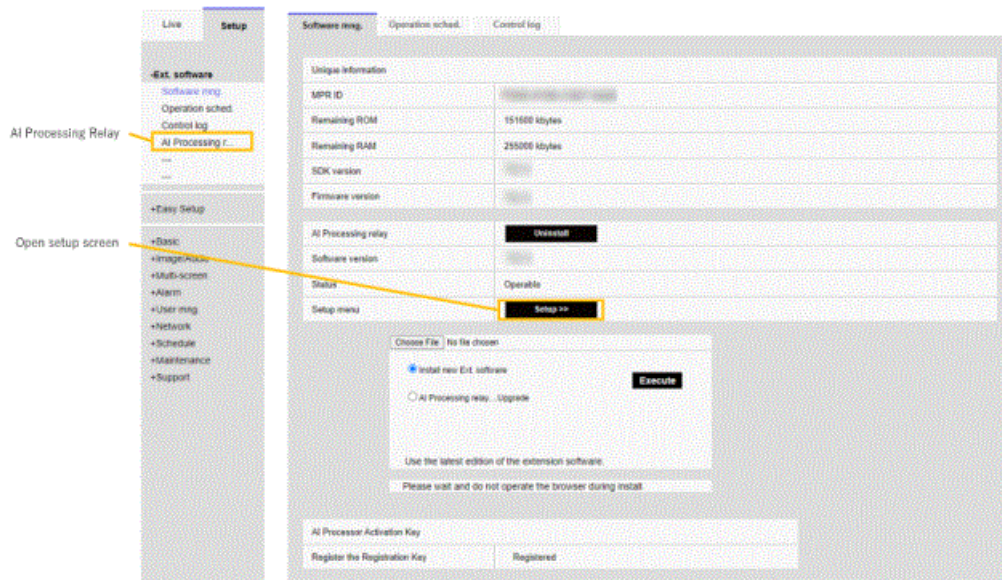 Live Setup
Software mng. Operation sched. Control log
-Ext. software
Software mng.
Operation sched.
Control log
AI Processing r...
---
---
+Easy Setup
+Basic
+Image/Audio
+Multi-screen
+Alarm
+User mng
+Network
+Schedule
+Maintenance
+Support
AI Processing Relay
Open setup screen
Unique information
MPR ID
Remaining ROM 151600 kbytes
Remaining RAM 255000 kbytes
SDK version
Firmware version
AI Processing relay Uninstall
Software version
Status Operable
Setup menu Setup >>
Choose File No file chosen
Install new Ext. software
Execute
AI Processing relay... Upgrade
Use the latest edition of the extension software.
Please wait and do not operate the browser during install.
AI Processor Activation Key
Register the Registration Key Registered